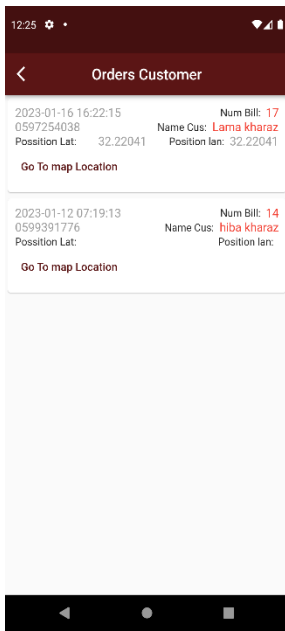 12:25
Orders Customer
2023-01-16 16:22:15 Num Bill: 17
0597254038 Name Cus: Lama kharaz
Possition Lat: 32.22041 Position lan: 32.22041
Go To map Location
2023-01-12 07:19:13 Num Bill: 14
0599391776 Name Cus: hiba kharaz
Possition Lat: Position lan:
Go To map Location